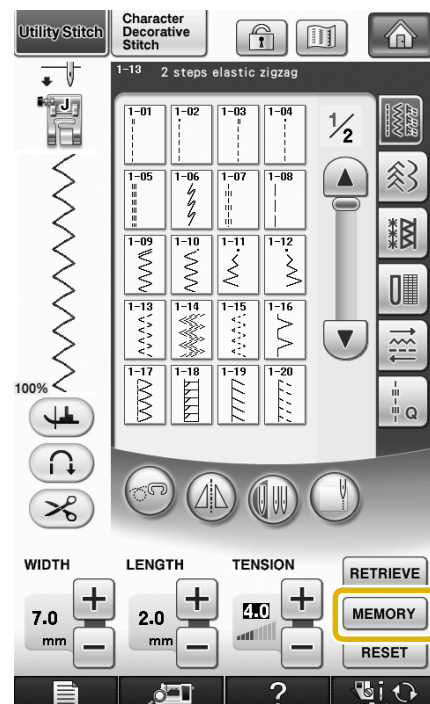 Utility Stitch
Character
Decorative
Stitch
1-13 2 steps elastic zigzag
J
1-01 1-02 1-03 1-04
1/2
1-05 1-06 1-07 1-08
1-09 1-10 1-11 1-12
1-13 1-14 1-15 1-16
1-17 1-18 1-19 1-20
100%
Q
WIDTH LENGTH TENSION
RETRIEVE
7.0 + 2.0 + 4.0 +
MEMORY
mm − mm − −
RESET
?
i